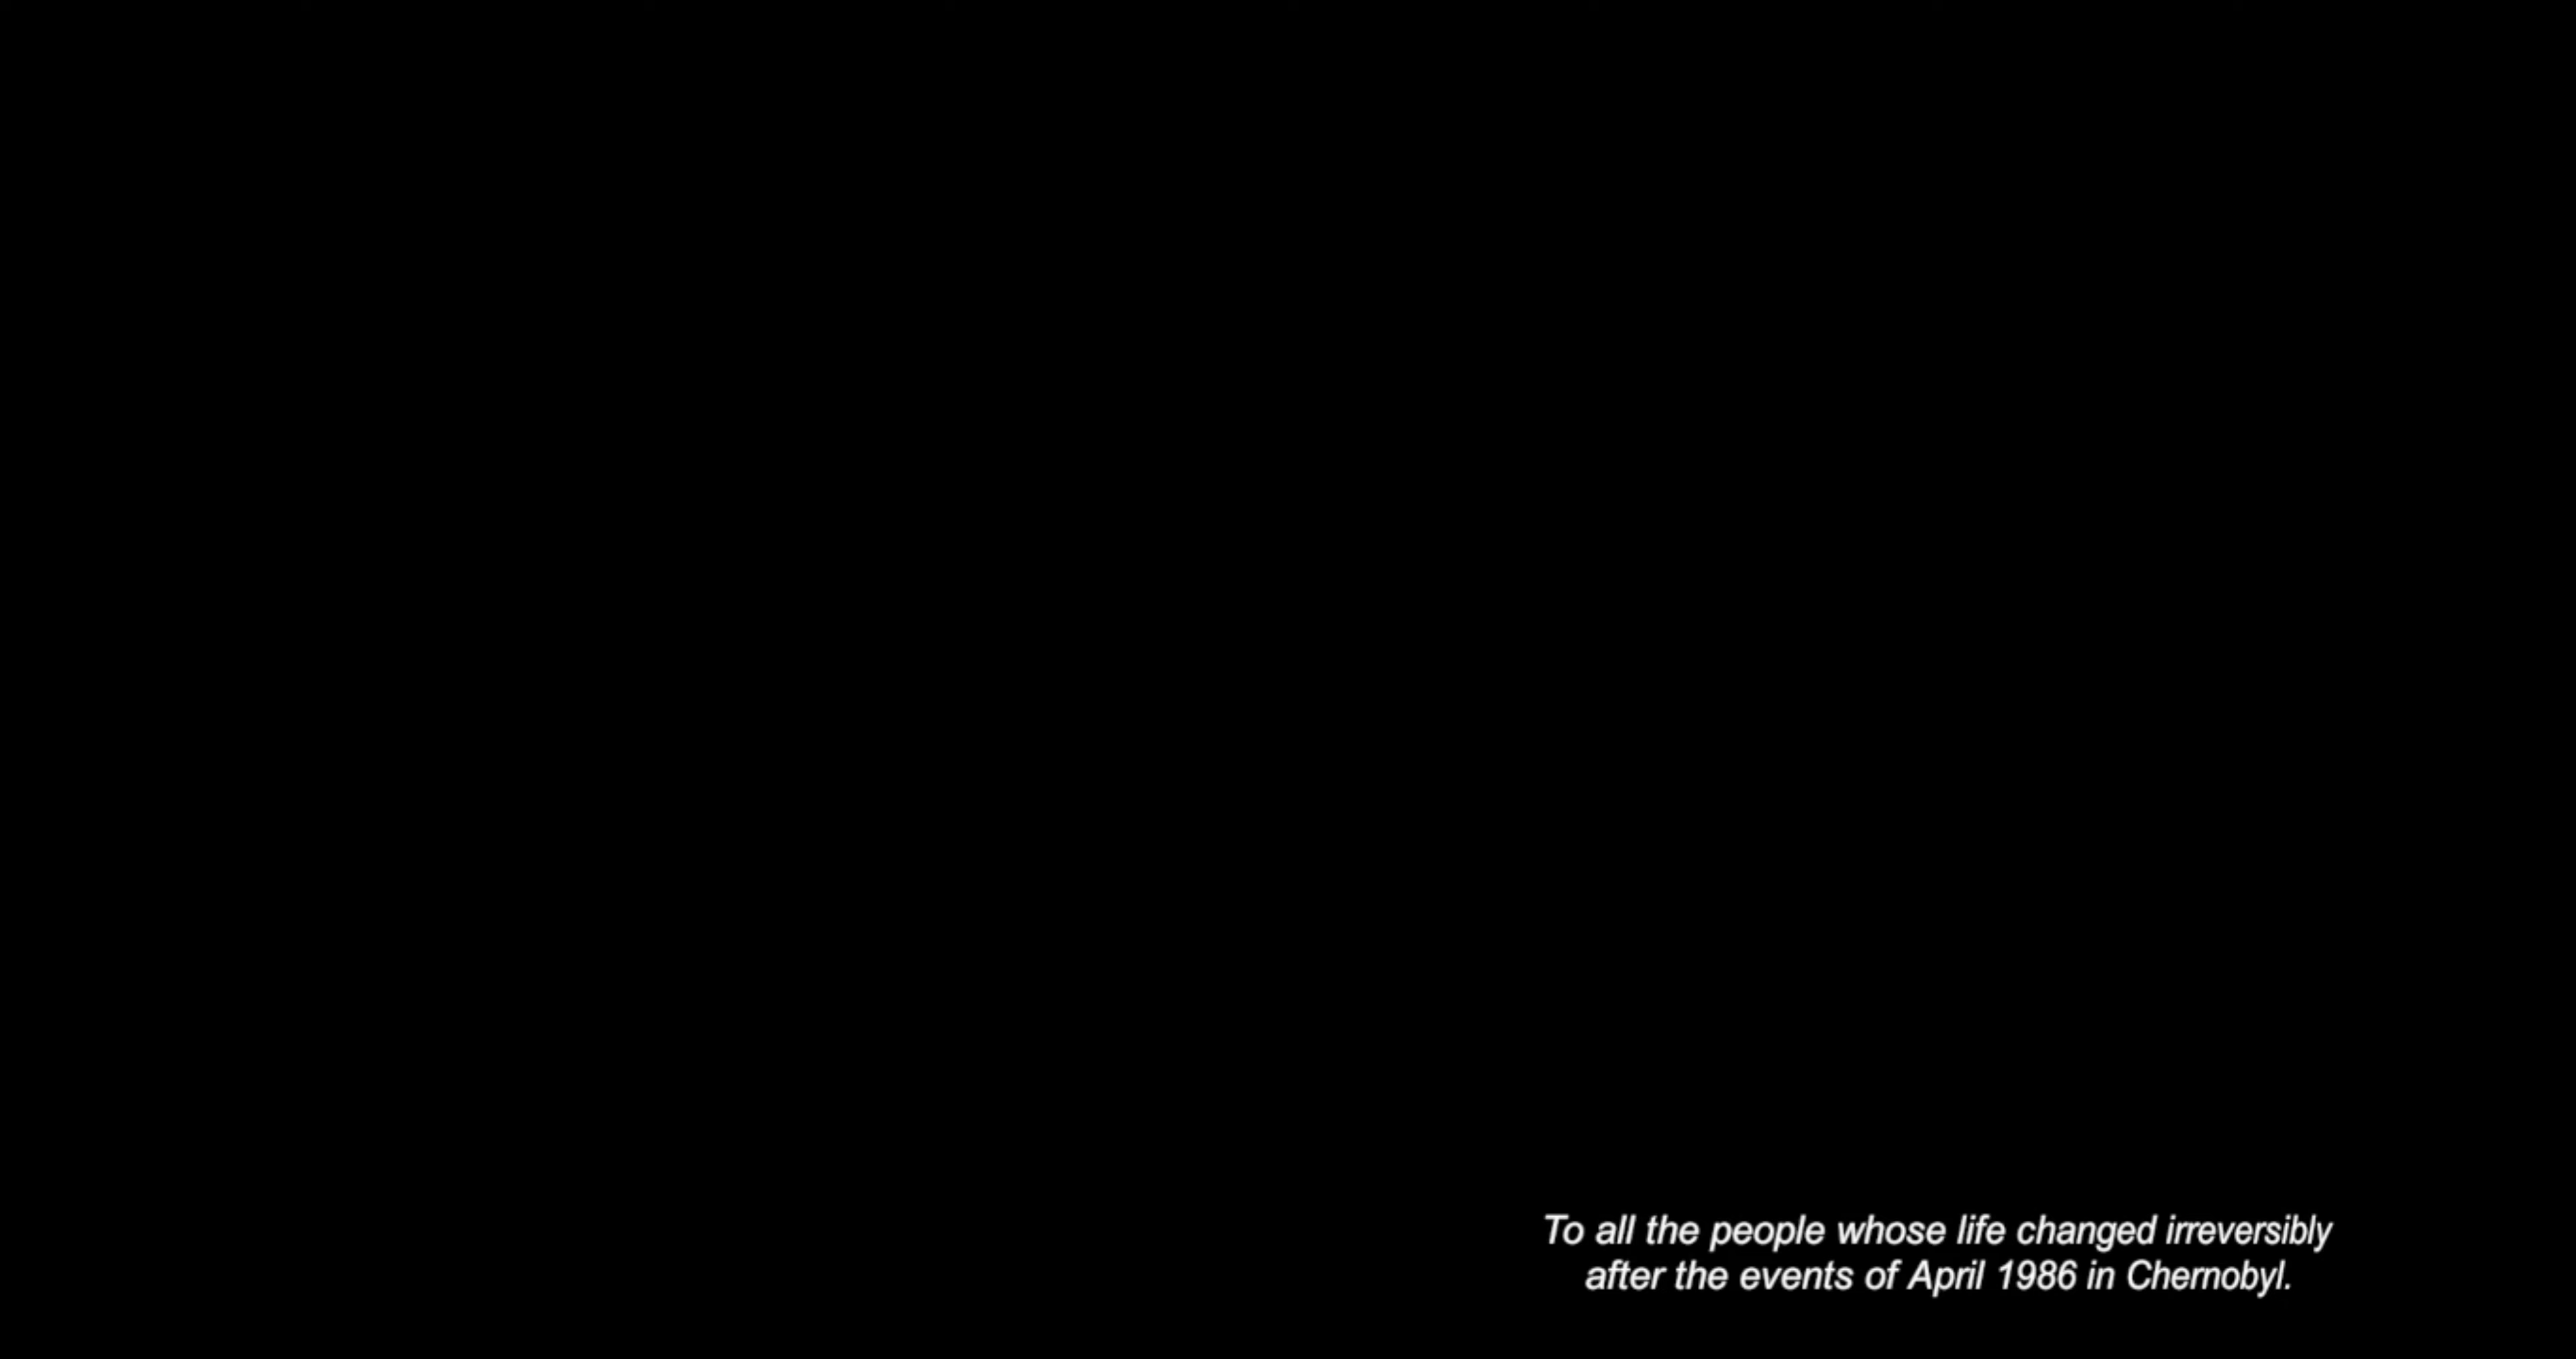 To all the people whose life changed irreversibly
after the events of April 1986 in Chernobyl.